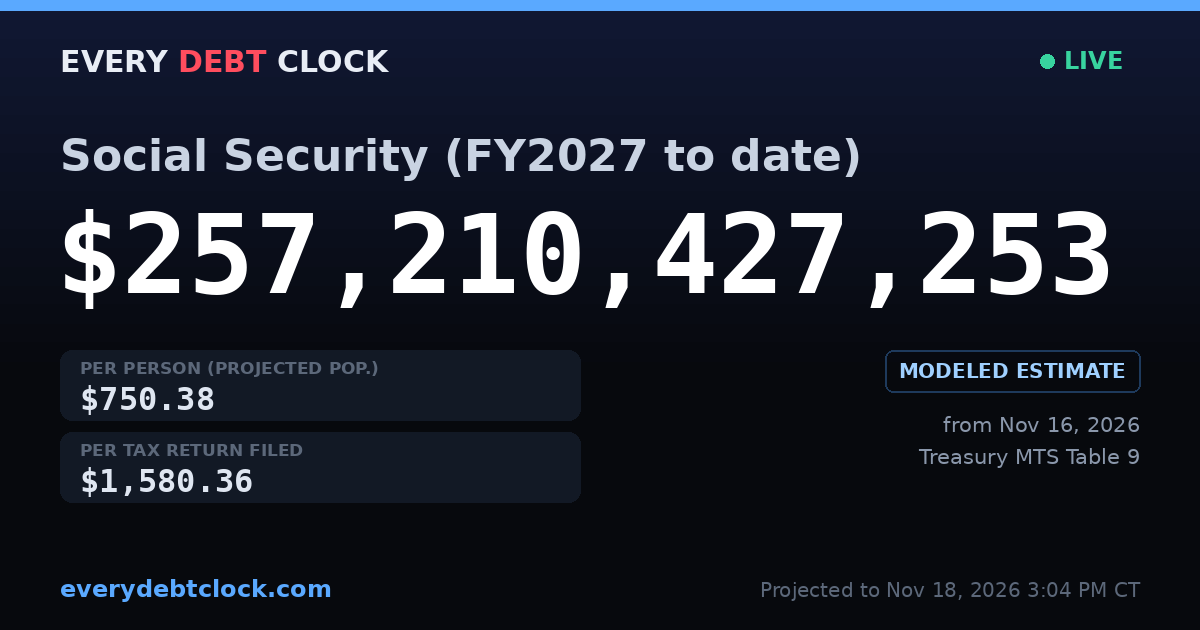 EVERY DEBT CLOCK
LIVE
Social Security (FY2027 to date)
$257,210,427,253
PER PERSON (PROJECTED POP.)
$750.38
PER TAX RETURN FILED
$1,580.36
MODELED ESTIMATE
from Nov 16, 2026
Treasury MTS Table 9
everydebtclock.com
Projected to Nov 18, 2026 3:04 PM CT